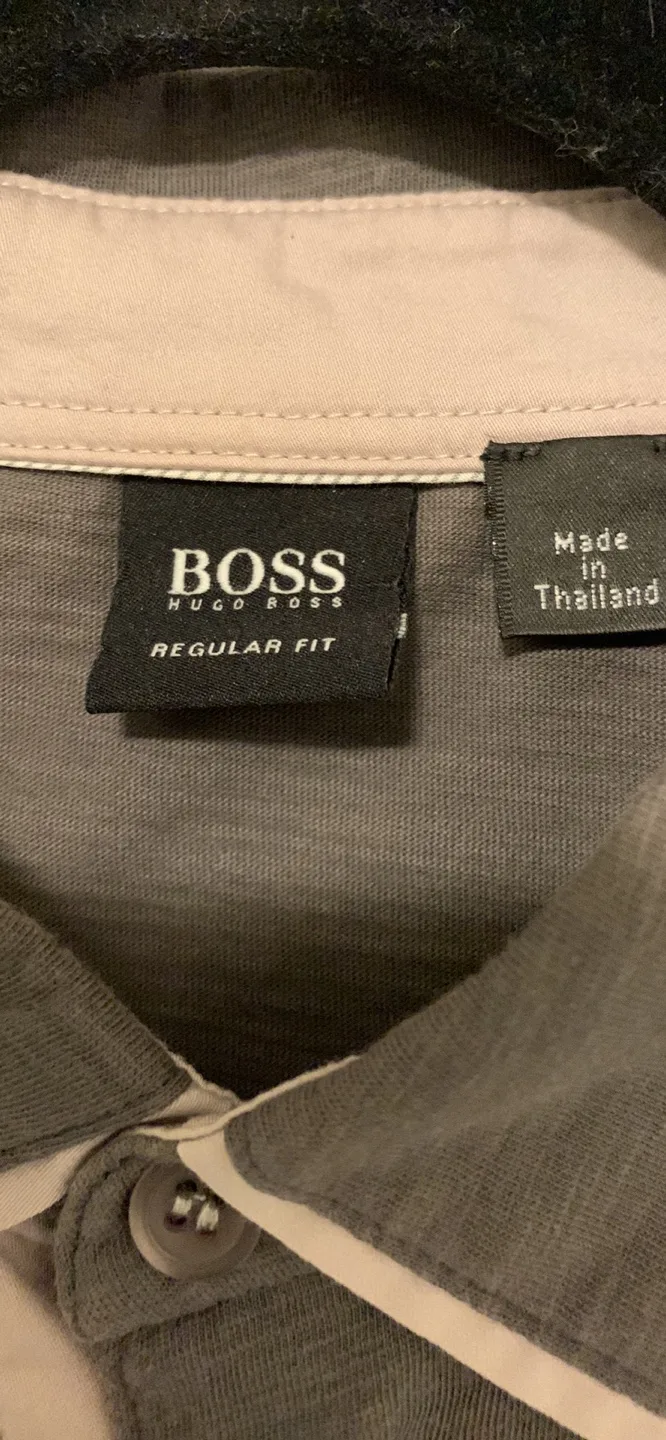 BOSS
HUGO BOSS
REGULAR FIT
Made
in
Thailand